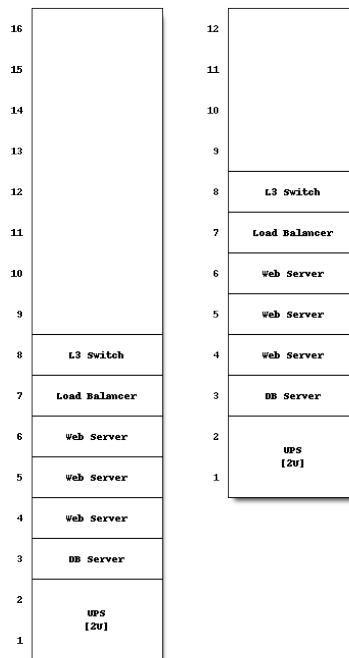 16
15
14
13
12
11
10
9
8 L3 Switch
7 Load Balancer
6 Web Server
5 Web Server
4 Web Server
3 DB Server
2
UPS
[2U]
1
12
11
10
9
8 L3 Switch
7 Load Balancer
6 Web Server
5 Web Server
4 Web Server
3 DB Server
2
UPS
[2U]
1